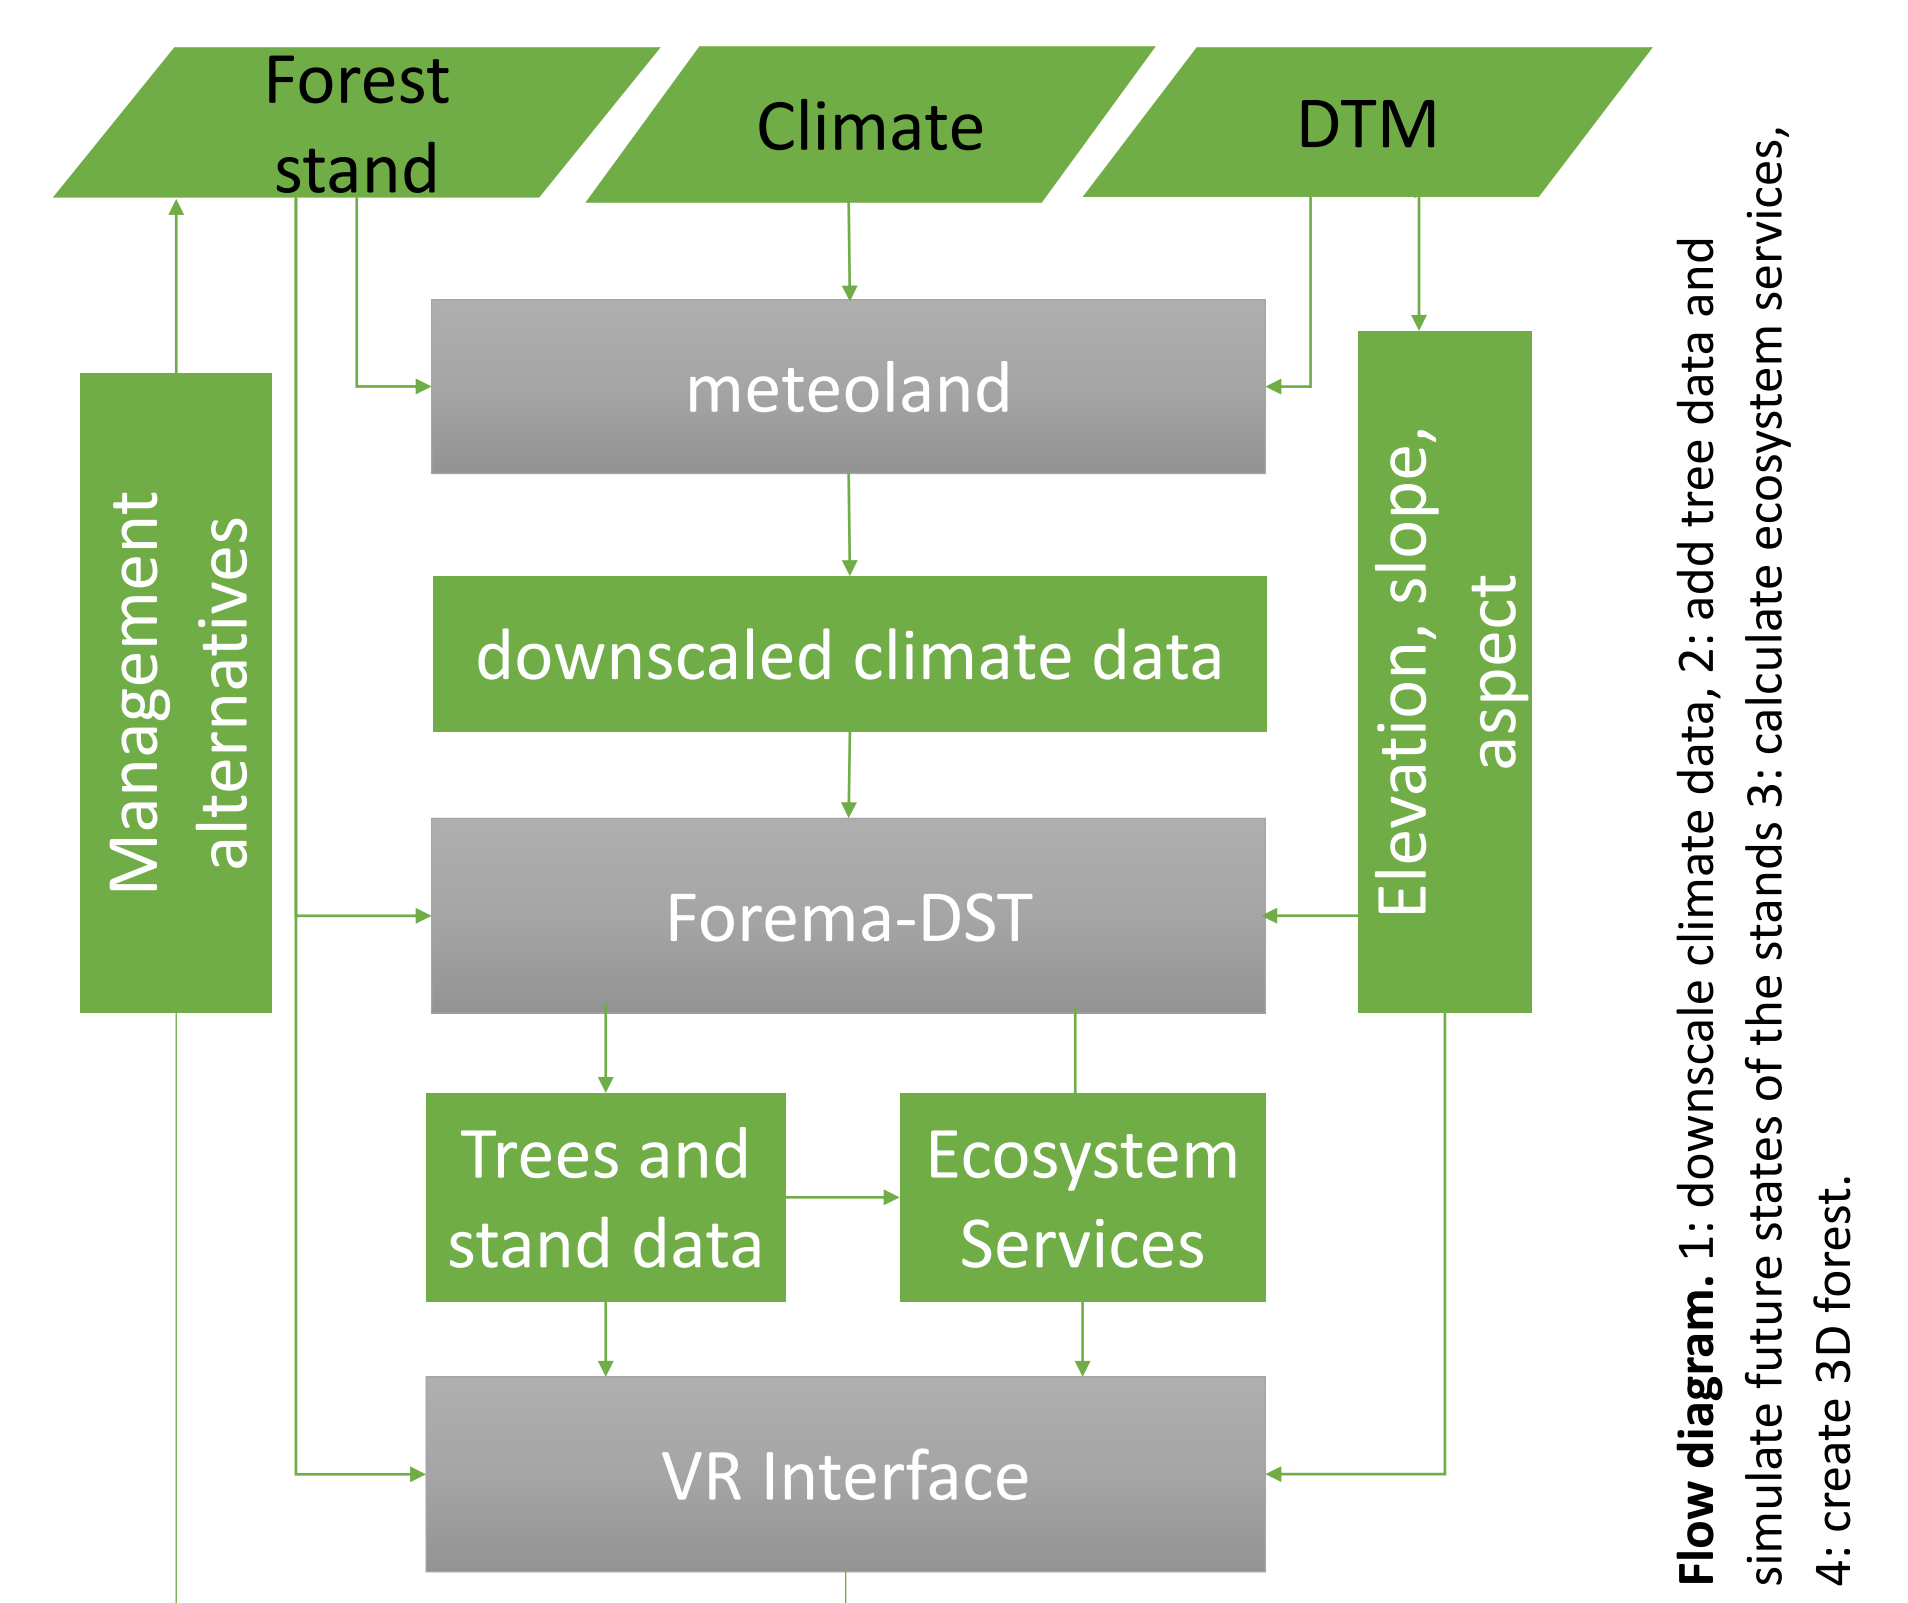 Forest
stand
Climate
DTM
meteoland
Management
alternatives
Elevation, slope,
aspect
downscaled climate data
Forema-DST
Trees and
stand data
Ecosystem
Services
VR Interface
Flow diagram. 1: downscale climate data, 2: add tree data and
simulate future states of the stands 3: calculate ecosystem services,
4: create 3D forest.